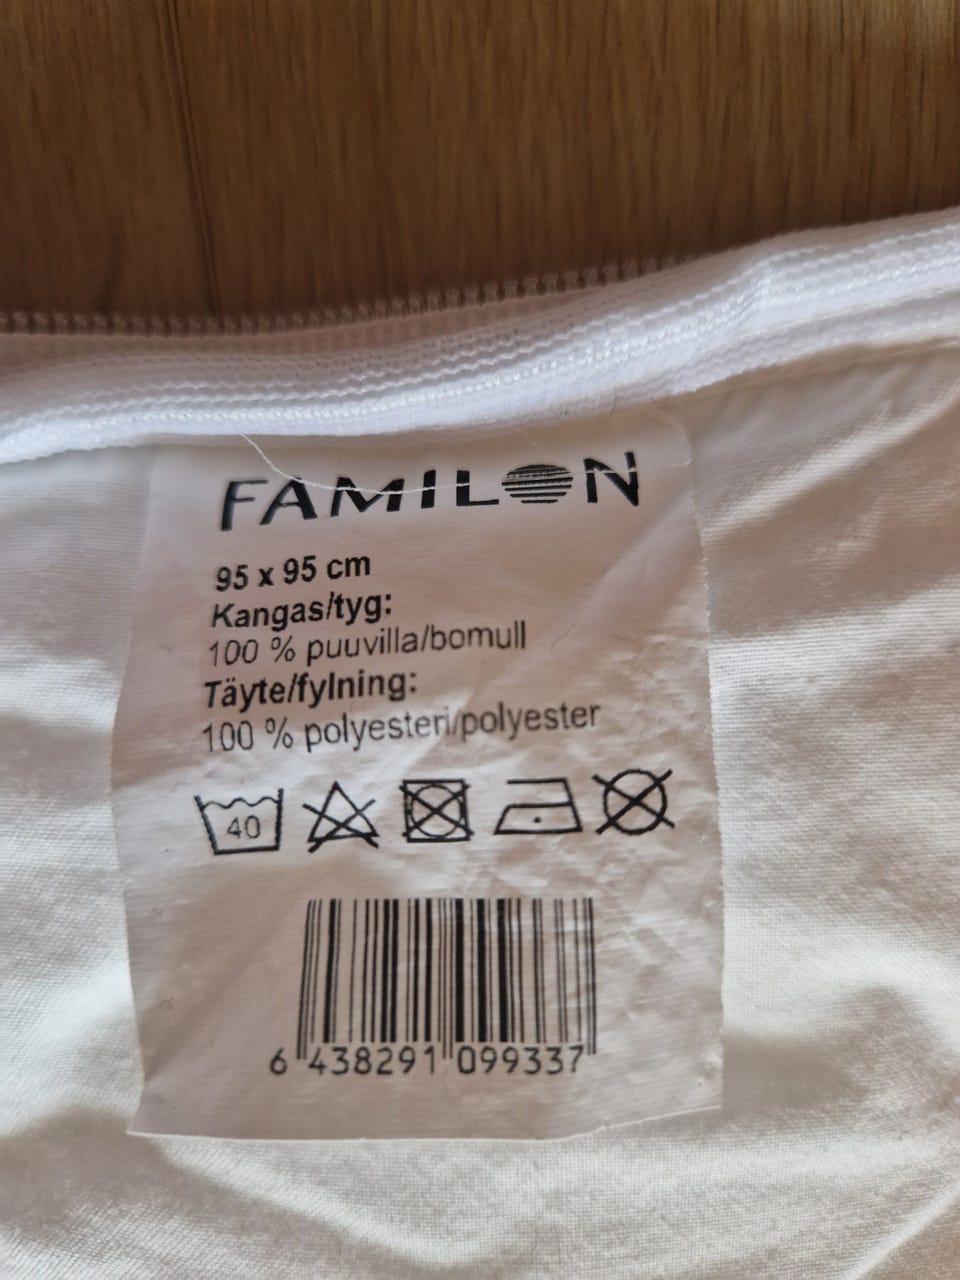 FAMILON
95 x 95 cm
Kangas/tyg:
100 % puuvilla/bomull
Täyte/fylning:
100 % polyesteri/polyester
40
6 438291 099337